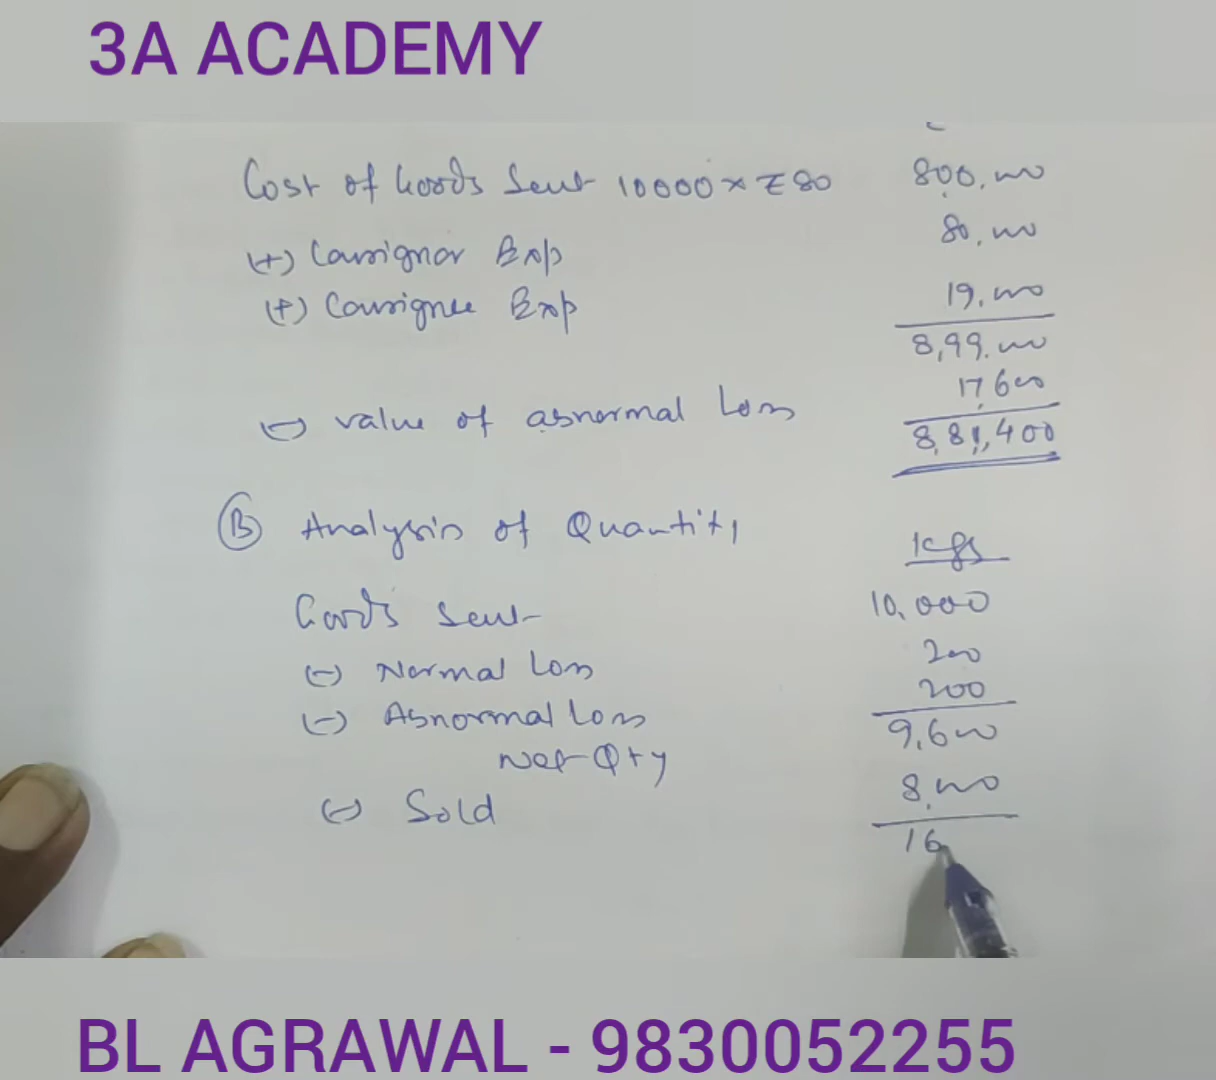 3A ACADEMY
Cost of Goods Sent 10000 x ₹ 80 800,000
(+) Consignor Exp 80,000
(+) Consignee Exp 19,000
8,99,000
(-) value of abnormal Loss 17,600
8,81,400
(B) Analysis of Quantity
Kgs
Goods Sent 10,000
(-) Normal Loss 200
(-) Abnormal Loss 200
Net Qty 9,600
(-) Sold 8,000
16
BL AGRAWAL - 9830052255